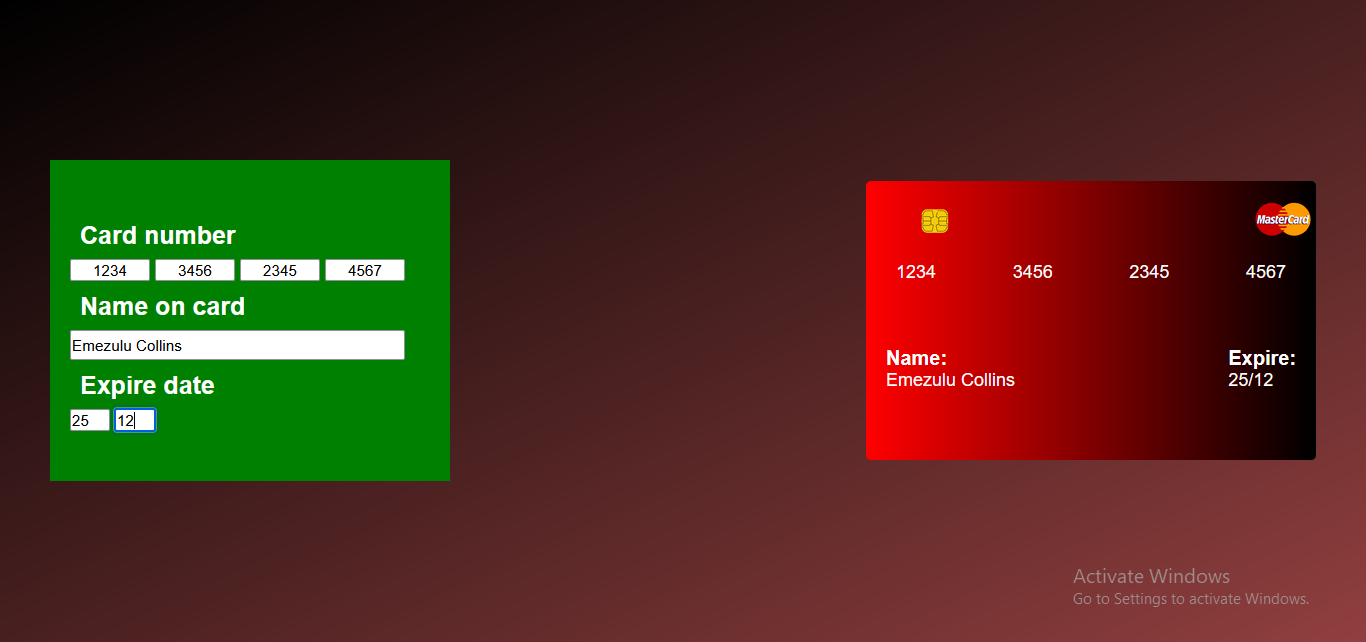 Card number
1234 3456 2345 4567
Name on card
Emezulu Collins
Expire date
25 12
MasterCard
1234 3456 2345 4567
Name:
Emezulu Collins
Expire:
25/12
Activate Windows
Go to Settings to activate Windows.